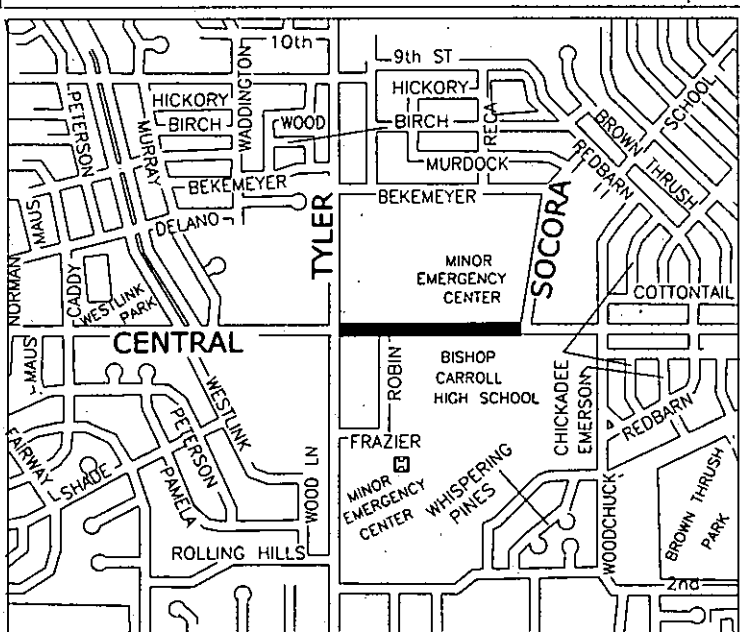 10th
9th ST
HICKORY
BIRCH
WADDINGTON
WOOD
HICKORY
BIRCH
RECA
SCHOOL
PETERSON
MURRAY
MURDOCK
BROWN THRUSH
REDBARN
BEKEMEYER
BEKEMEYER
MAUS
DELANO
TYLER
SOCORA
NORMAN
CADDY
WESTLINK
PARK
MINOR
EMERGENCY
CENTER
COTTONTAIL
CENTRAL
MAUS
ROBIN
BISHOP
CARROLL
HIGH SCHOOL
CHICKADEE
EMERSON
WESTLINK
PETERSON
REDBARN
FAIRWAY
SHADE
PAMELA
FRAZIER
H
MINOR
EMERGENCY
CENTER
WHISPERING
PINES
WOOD LN
WOODCHUCK
BROWN THRUSH
PARK
ROLLING HILLS
2nd